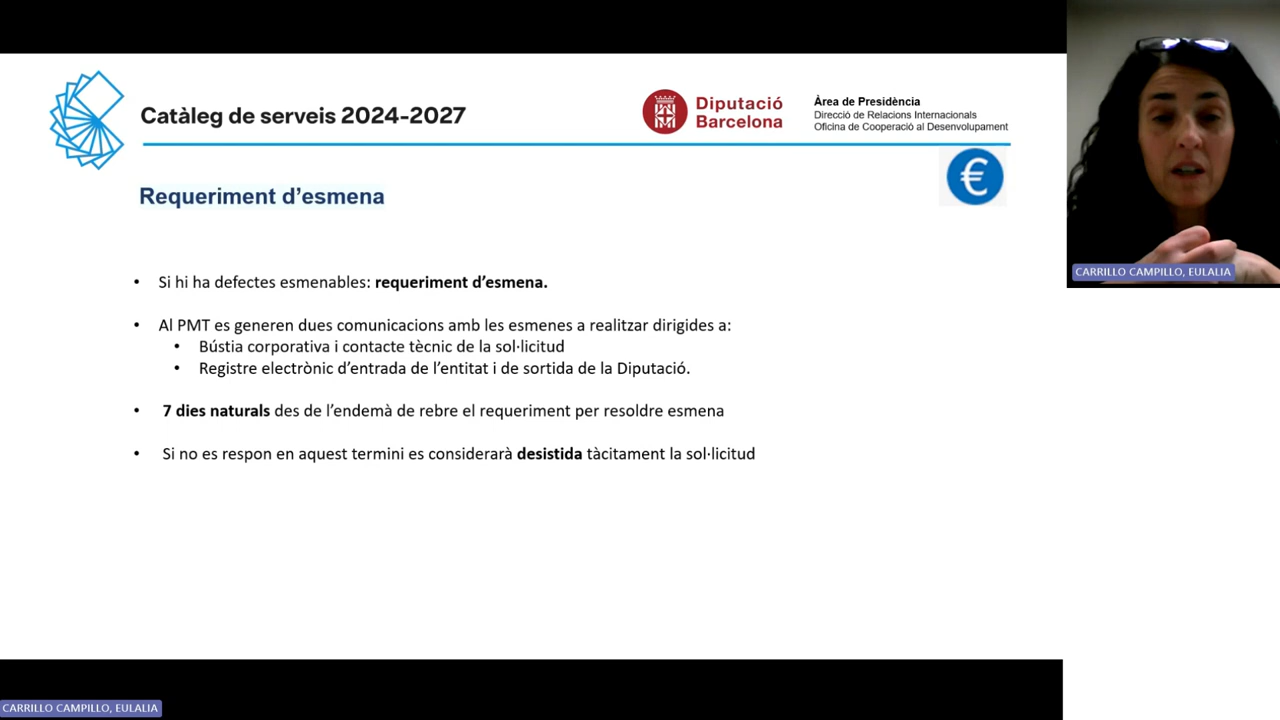 Catàleg de serveis 2024-2027
Diputació
Barcelona
Àrea de Presidència
Direcció de Relacions Internacionals
Oficina de Cooperació al Desenvolupament
€
Requeriment d'esmena
• Si hi ha defectes esmenables: requeriment d'esmena.
• Al PMT es generen dues comunicacions amb les esmenes a realitzar dirigides a:
• Bústia corporativa i contacte tècnic de la sol·licitud
• Registre electrònic d'entrada de l'entitat i de sortida de la Diputació.
• 7 dies naturals des de l'endemà de rebre el requeriment per resoldre esmena
• Si no es respon en aquest termini es considerarà desistida tàcitament la sol·licitud
CARRILLO CAMPILLO, EULALIA
CARRILLO CAMPILLO, EULALIA